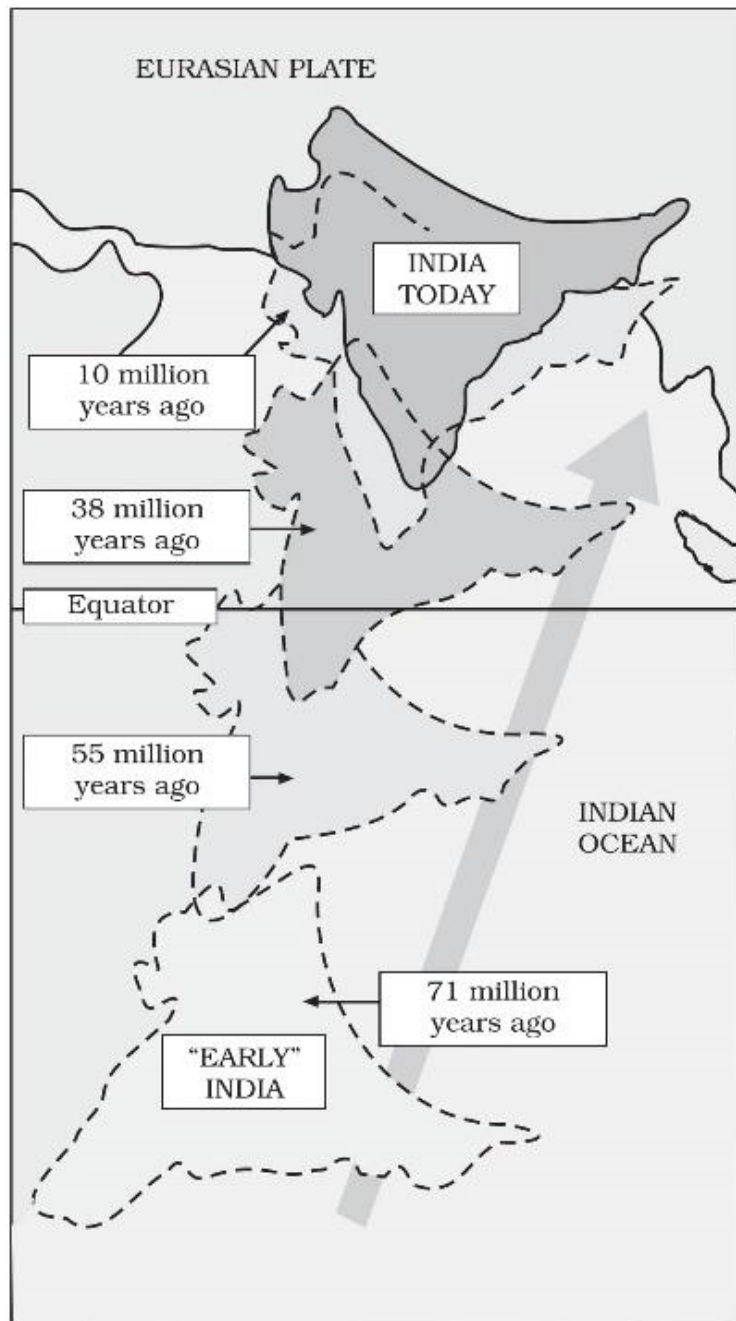 EURASIAN PLATE
INDIA
TODAY
10 million
years ago
38 million
years ago
Equator
55 million
years ago
INDIAN
OCEAN
71 million
years ago
“EARLY”
INDIA